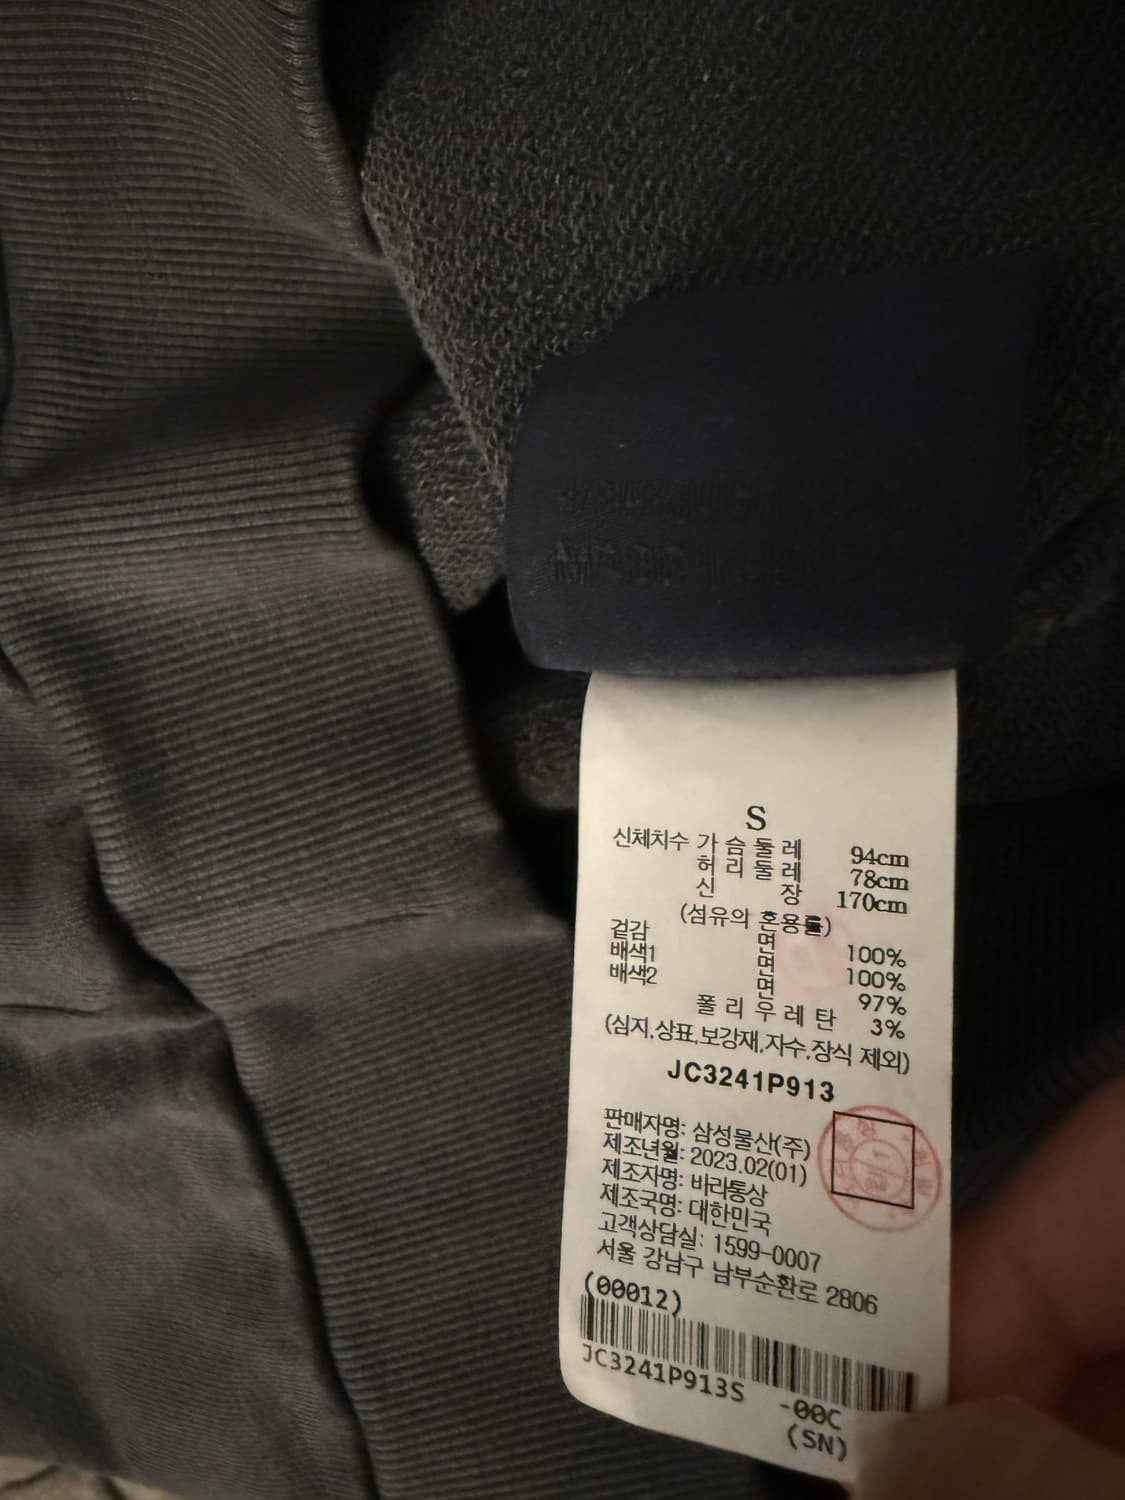 S
신체치수 가슴둘레 94cm
허리둘레 78cm
신장 170cm
(섬유의 혼용률)
겉감 면 100%
배색1 면 100%
배색2 면 97%
폴리우레탄 3%
(심지,상표,보강재,자수,장식 제외)
JC3241P913
판매자명: 삼성물산(주)
제조년월: 2023.02(01)
제조자명: 바라통상
제조국명: 대한민국
고객상담실: 1599-0007
서울 강남구 남부순환로 2806
(00012)
JC3241P913S -00C
(SN)